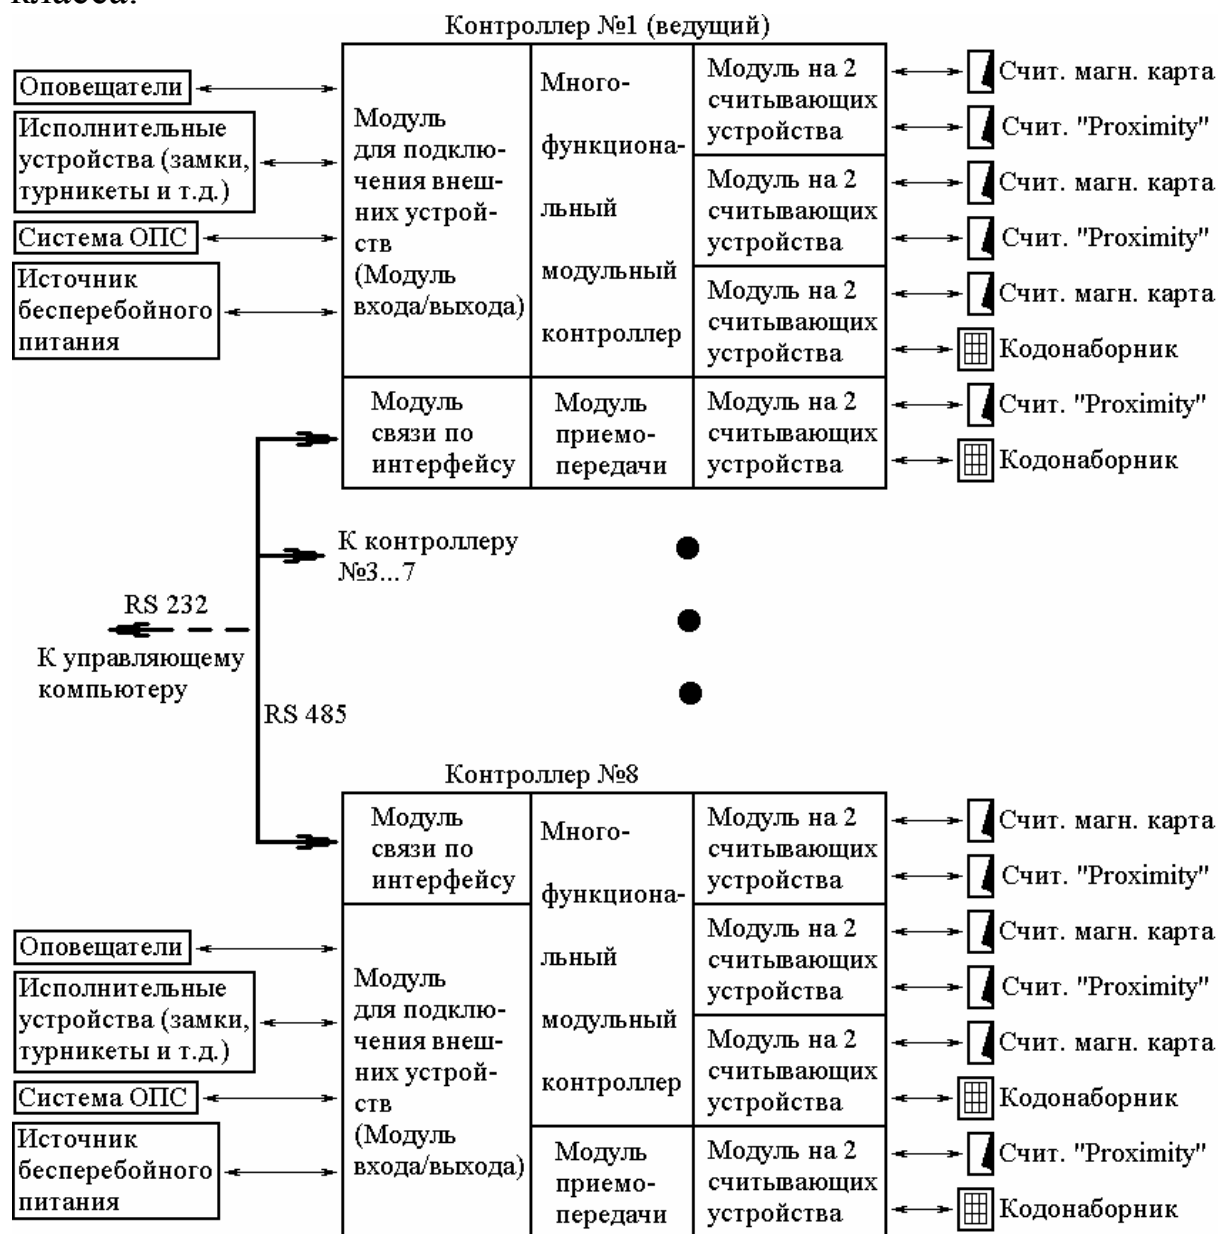 класса.
Контроллер №1 (ведущий)
Оповещатели
Исполнительные
устройства (замки,
турникеты и т.д.)
Система ОПС
Источник
бесперебойного
питания
Модуль
для подклю-
чения внеш-
них устрой-
ств
(Модуль
входа/выхода)
Много-
функциона-
льный
модульный
контроллер
Модуль на 2
считывающих
устройства
Модуль на 2
считывающих
устройства
Модуль на 2
считывающих
устройства
Счит. магн. карта
Счит. "Proximity"
Счит. магн. карта
Счит. "Proximity"
Счит. магн. карта
Кодонаборник
Модуль
связи по
интерфейсу
Модуль
приемо-
передачи
Модуль на 2
считывающих
устройства
Счит. "Proximity"
Кодонаборник
К контроллеру
№3...7
RS 232
К управляющему
компьютеру
RS 485
Контроллер №8
Модуль
связи по
интерфейсу
Оповещатели
Исполнительные
устройства (замки,
турникеты и т.д.)
Система ОПС
Источник
бесперебойного
питания
Модуль
для подклю-
чения внеш-
них устрой-
ств
(Модуль
входа/выхода)
Много-
функциона-
льный
модульный
контроллер
Модуль
приемо-
передачи
Модуль на 2
считывающих
устройства
Модуль на 2
считывающих
устройства
Модуль на 2
считывающих
устройства
Модуль на 2
считывающих
устройства
Счит. магн. карта
Счит. "Proximity"
Счит. магн. карта
Счит. "Proximity"
Счит. магн. карта
Кодонаборник
Счит. "Proximity"
Кодонаборник